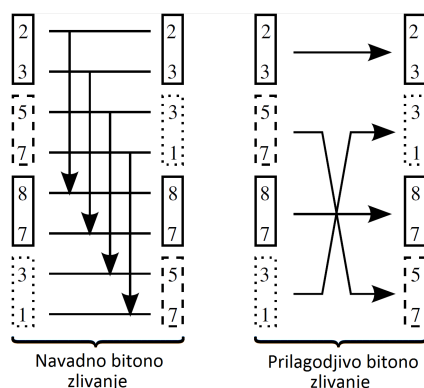 2 2 2 2
3 3 3 3
5 3 5 3
7 1 7 1
8 8 8 8
7 7 7 7
3 5 3 5
1 7 1 7
Navadno bitono
zlivanje
Prilagodjivo bitono
zlivanje